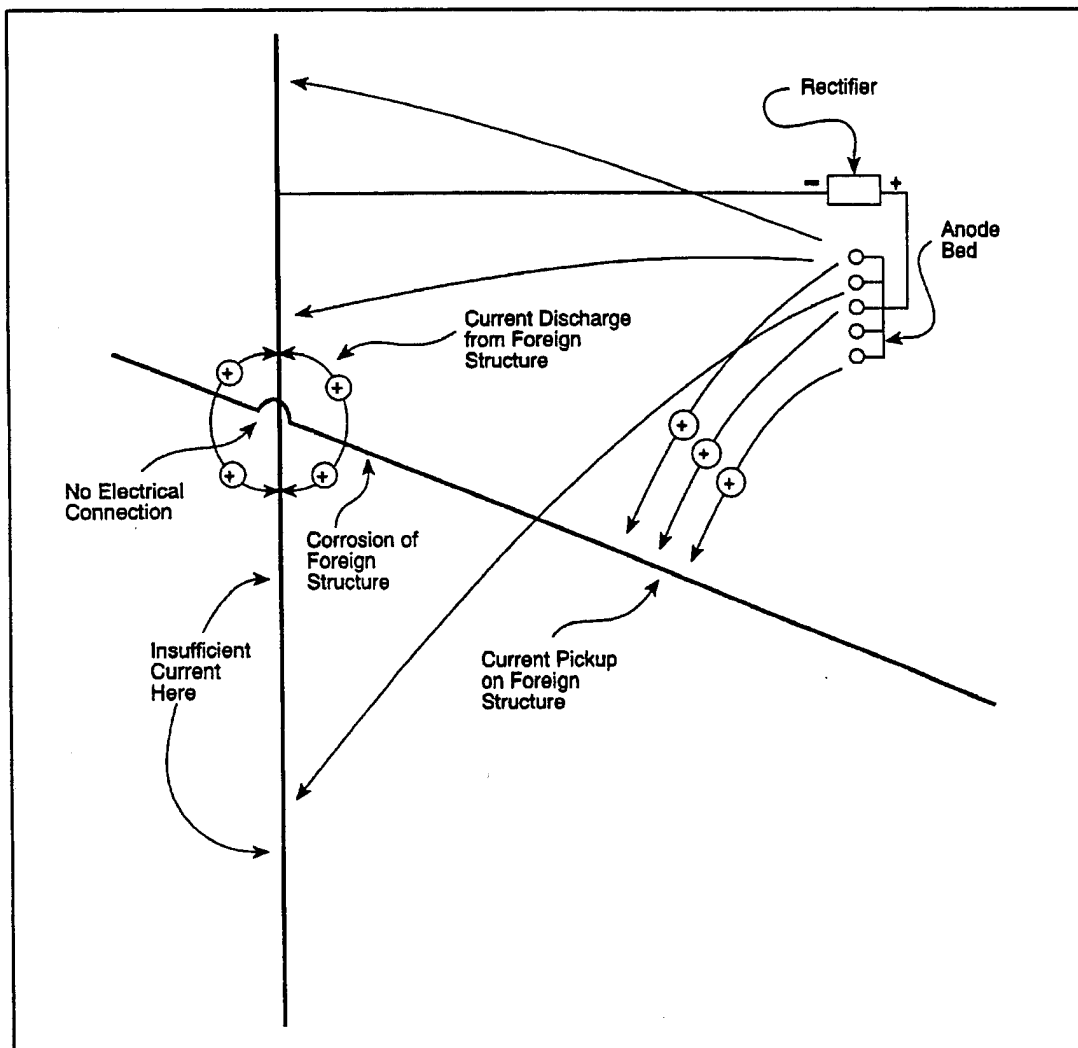 Rectifier
− +
Anode
Bed
Current Discharge
from Foreign
Structure
+ +
+ +
+
+
+
No Electrical
Connection
Corrosion of
Foreign
Structure
Insufficient
Current
Here
Current Pickup
on Foreign
Structure